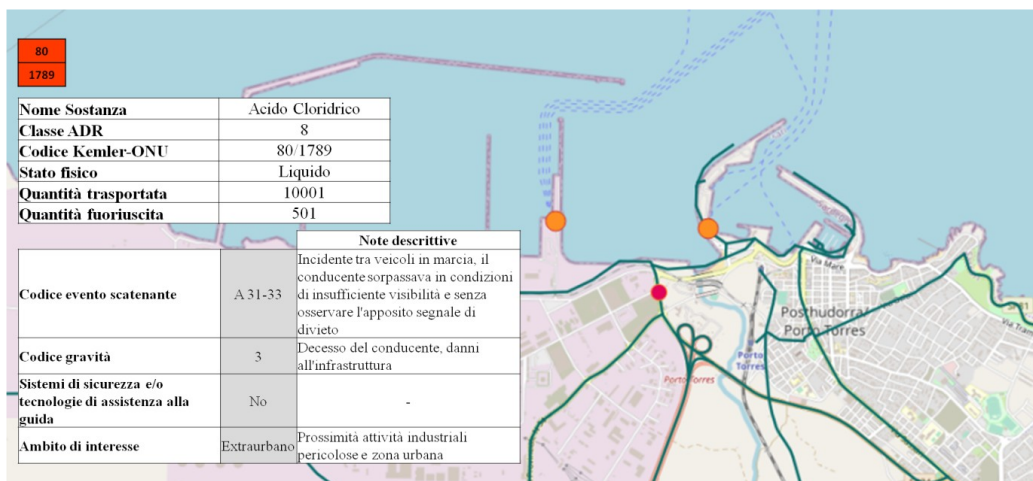 80
1789
Nome Sostanza Acido Cloridrico
Classe ADR 8
Codice Kemler-ONU 80/1789
Stato fisico Liquido
Quantità trasportata 10001
Quantità fuoriuscita 501
Note descrittive
Codice evento scatenante A 31-33 Incidente tra veicoli in marcia, il
conducente sorpassava in condizioni
di insufficiente visibilità e senza
osservare l'apposito segnale di
divieto
Codice gravità 3 Decesso del conducente, danni
all'infrastruttura
Sistemi di sicurezza e/o
tecnologie di assistenza alla
guida No -
Ambito di interesse Extraurbano Prossimità attività industriali
pericolose e zona urbana
Via Mare
Posthudorra/
Porto Torres
Porto
Torres
Porto Torres
81
Via Tram